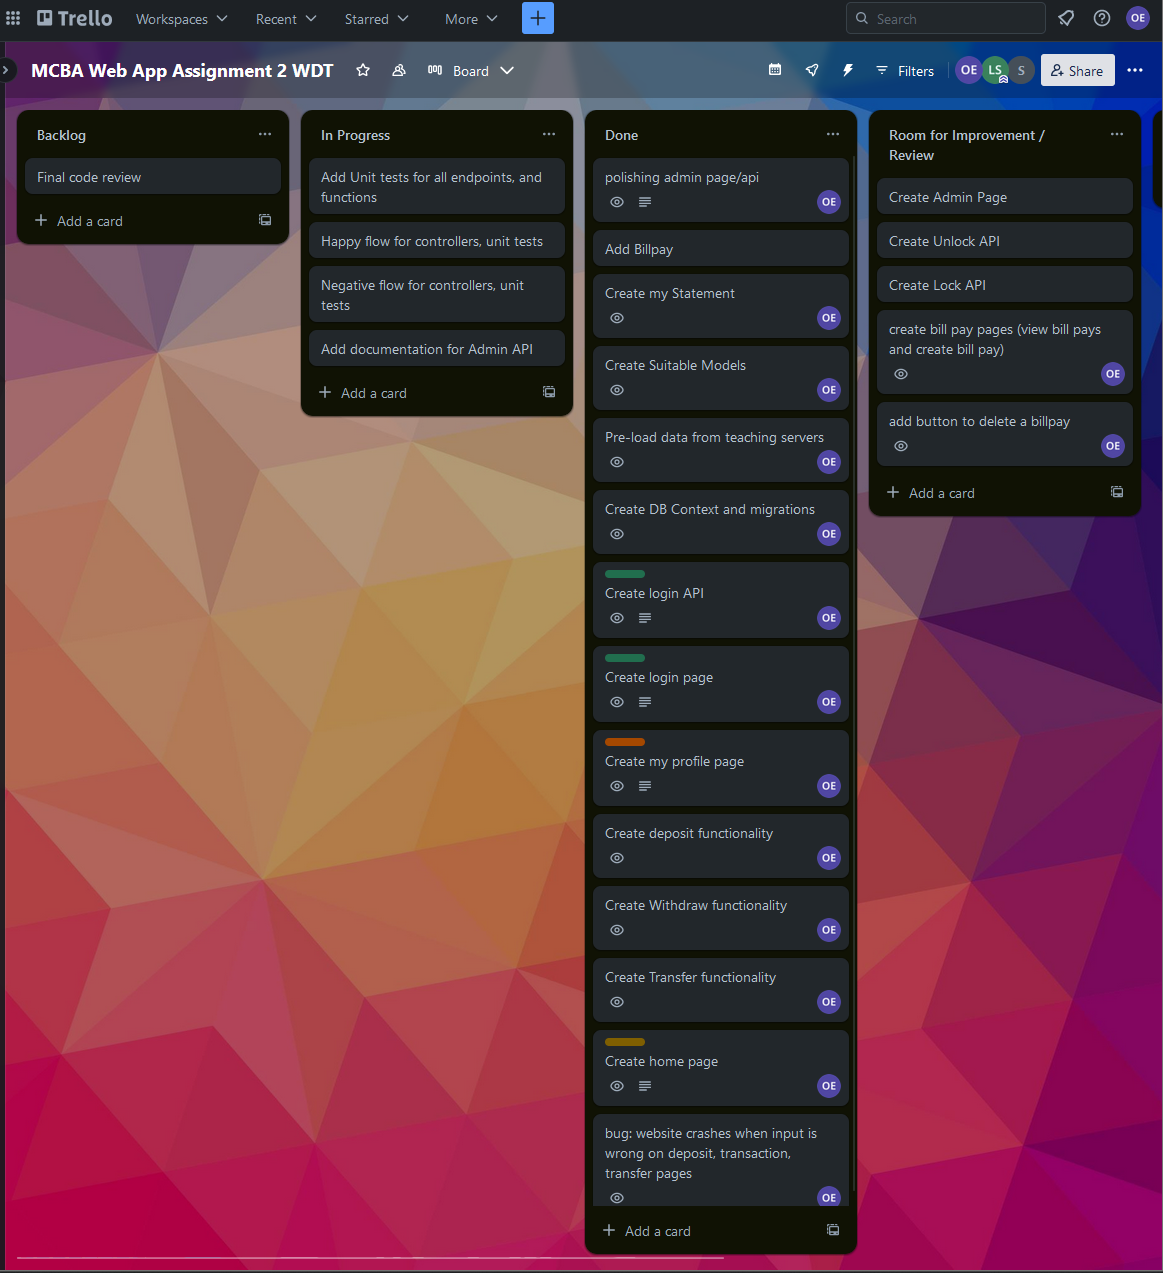 Trello
Workspaces
Recent
Starred
More
Search
OE
MCBA Web App Assignment 2 WDT
Board
Filters
OE
LS
S
Share
Backlog
Final code review
Add a card
In Progress
Add Unit tests for all endpoints, and
functions
Happy flow for controllers, unit tests
Negative flow for controllers, unit
tests
Add documentation for Admin API
Add a card
Done
polishing admin page/api
OE
Add Billpay
Create my Statement
OE
Create Suitable Models
OE
Pre-load data from teaching servers
OE
Create DB Context and migrations
OE
Create login API
OE
Create login page
OE
Create my profile page
OE
Create deposit functionality
OE
Create Withdraw functionality
OE
Create Transfer functionality
OE
Create home page
OE
bug: website crashes when input is
wrong on deposit, transaction,
transfer pages
OE
Add a card
Room for Improvement /
Review
Create Admin Page
Create Unlock API
Create Lock API
create bill pay pages (view bill pays
and create bill pay)
OE
add button to delete a billpay
OE
Add a card